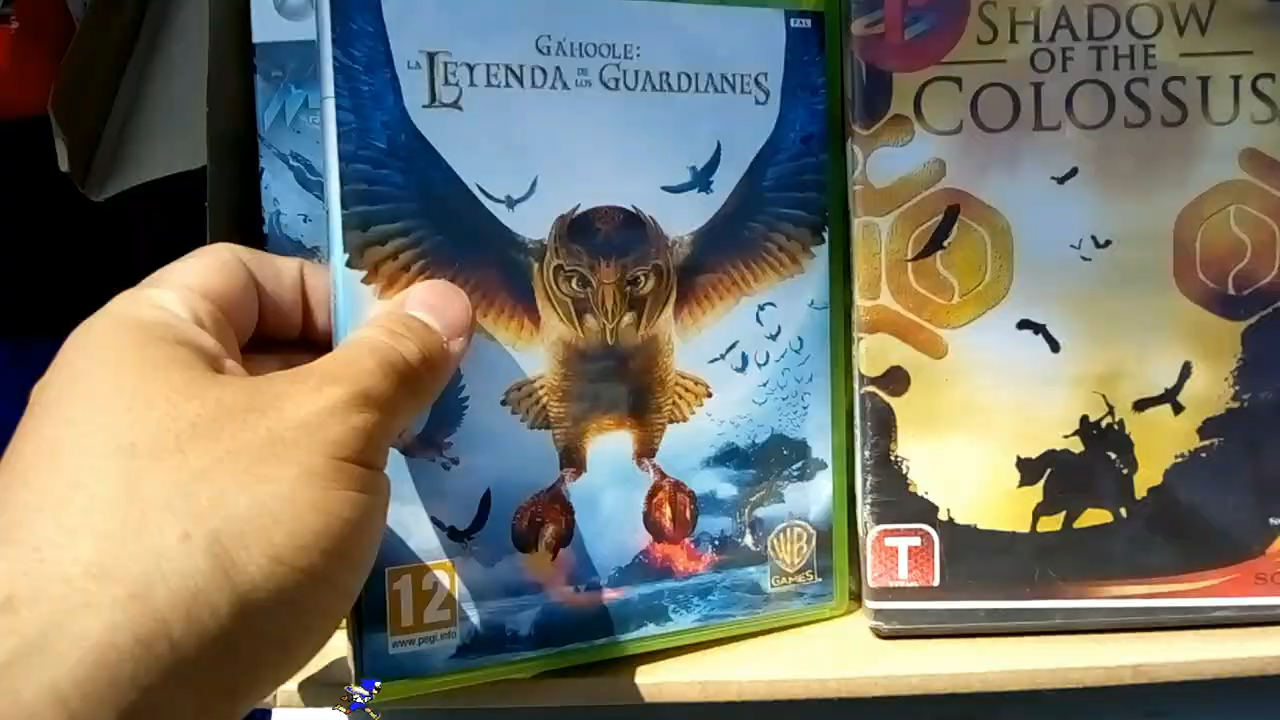 PAL
GA'HOOLE:
LA LEYENDA DE LOS GUARDIANES
12
www.pegi.info
WB
GAMES
SHADOW
OF THE
COLOSSUS
T